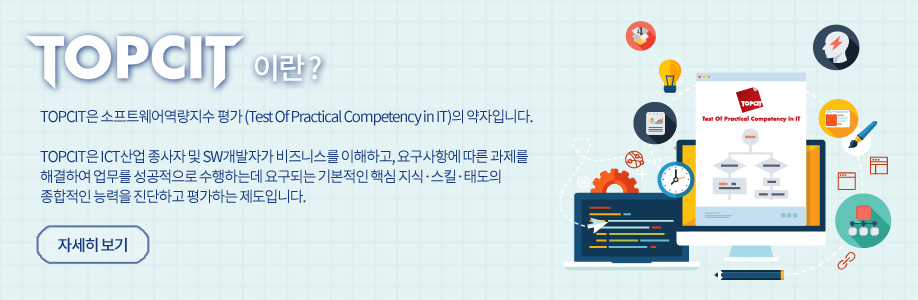 TOPCIT 이란?
TOPCIT은 소프트웨어역량지수 평가 (Test Of Practical Competency in IT)의 약자입니다.
TOPCIT은 ICT산업 종사자 및 SW개발자가 비즈니스를 이해하고, 요구사항에 따른 과제를
해결하여 업무를 성공적으로 수행하는데 요구되는 기본적인 핵심 지식·스킬·태도의
종합적인 능력을 진단하고 평가하는 제도입니다.
자세히 보기
TOPCIT
Test Of Practical Competency In IT